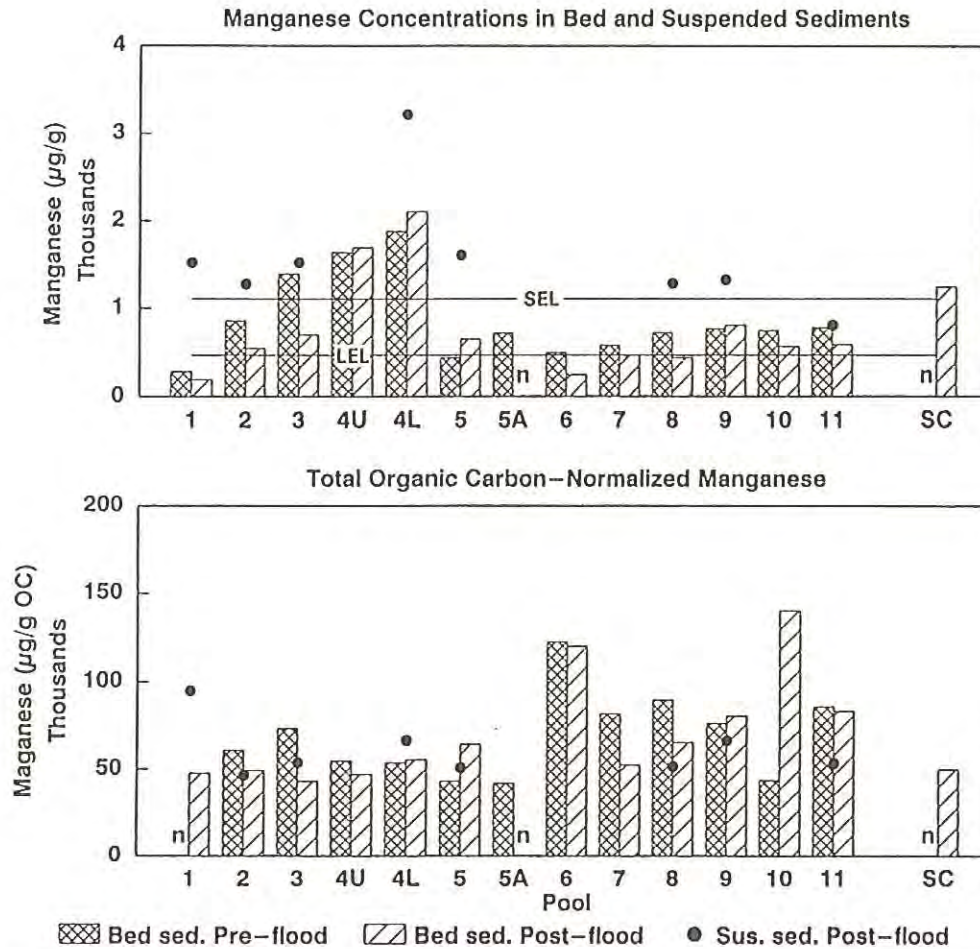 Manganese Concentrations in Bed and Suspended Sediments
Manganese (µg/g)
Thousands
4
3
2
1
0
SEL
LEL
n
n
1 2 3 4U 4L 5 5A 6 7 8 9 10 11 SC
Total Organic Carbon-Normalized Manganese
Maganese (µg/g OC)
Thousands
200
150
100
50
0
n
n
n
1 2 3 4U 4L 5 5A 6 7 8 9 10 11 SC
Pool
Bed sed. Pre-flood Bed sed. Post-flood Sus. sed. Post-flood